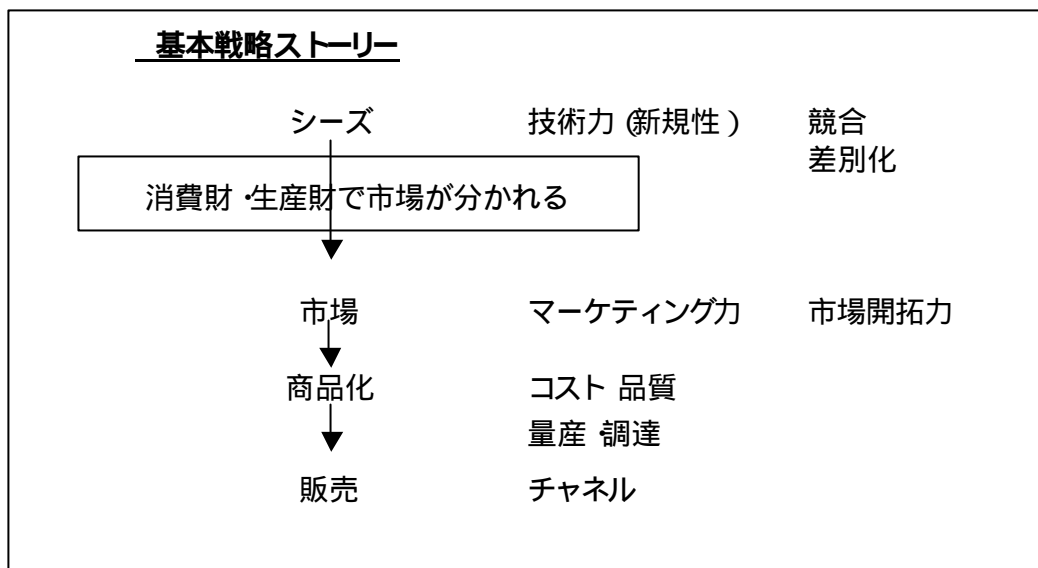 基本戦略ストーリー
シーズ 技術力(新規性) 競合
差別化
消費財・生産財で市場が分かれる
市場 マーケティング力 市場開拓力
商品化 コスト 品質
量産・調達
販売 チャネル